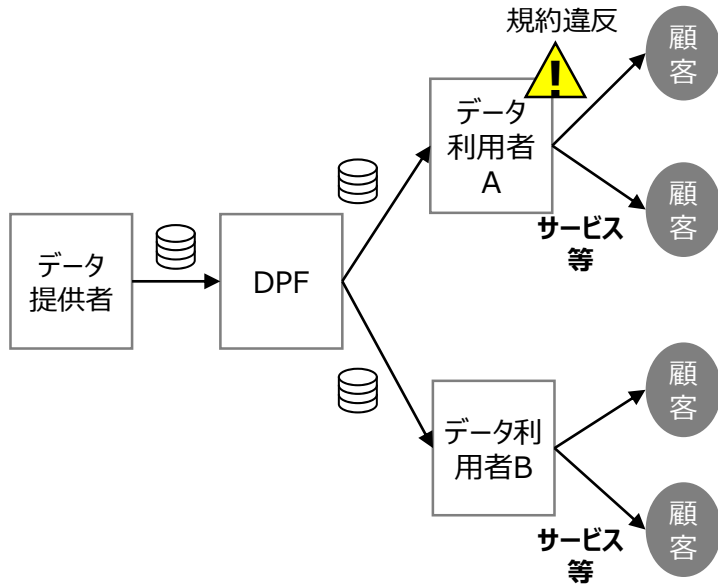 規約違反
!
顧
客
データ
利用者
A
顧
客
サービス
等
データ
提供者
DPF
顧
客
データ利
用者B
顧
客
サービス
等